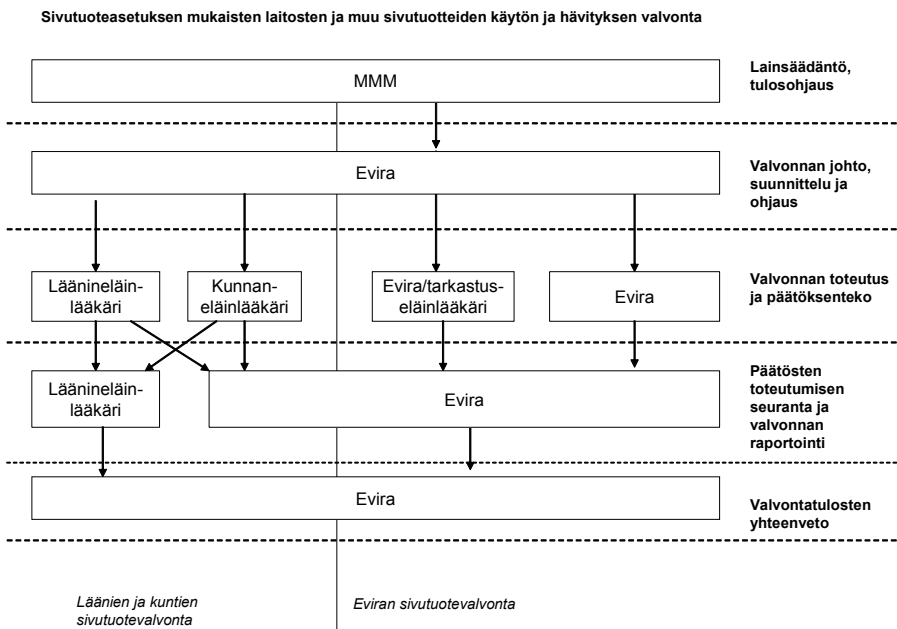 Sivutuoteasetuksen mukaisten laitosten ja muu sivutuotteiden käytön ja hävityksen valvonta
MMM
Lainsäädäntö,
tulosohjaus
Evira
Valvonnan johto,
suunnittelu ja
ohjaus
Läänineläin-
lääkäri
Kunnan-
eläinlääkäri
Evira/tarkastus-
eläinlääkäri
Evira
Valvonnan toteutus
ja päätöksenteko
Läänineläin-
lääkäri
Evira
Päätösten
toteutumisen
seuranta ja
valvonnan
raportointi
Evira
Valvontatulosten
yhteenveto
Läänien ja kuntien
sivutuotevalvonta
Eviran sivutuotevalvonta